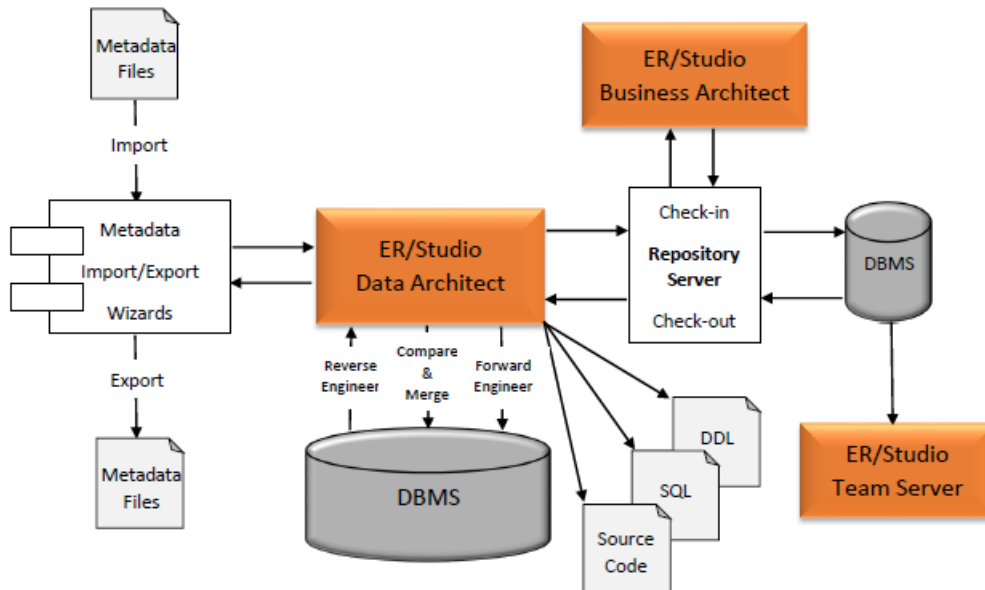 Metadata
Files
Import
Metadata
Import/Export
Wizards
Export
Metadata
Files
ER/Studio
Data Architect
Reverse
Engineer
Compare
&
Merge
Forward
Engineer
DBMS
ER/Studio
Business Architect
Check-in
Repository
Server
Check-out
DBMS
DDL
SQL
Source
Code
ER/Studio
Team Server